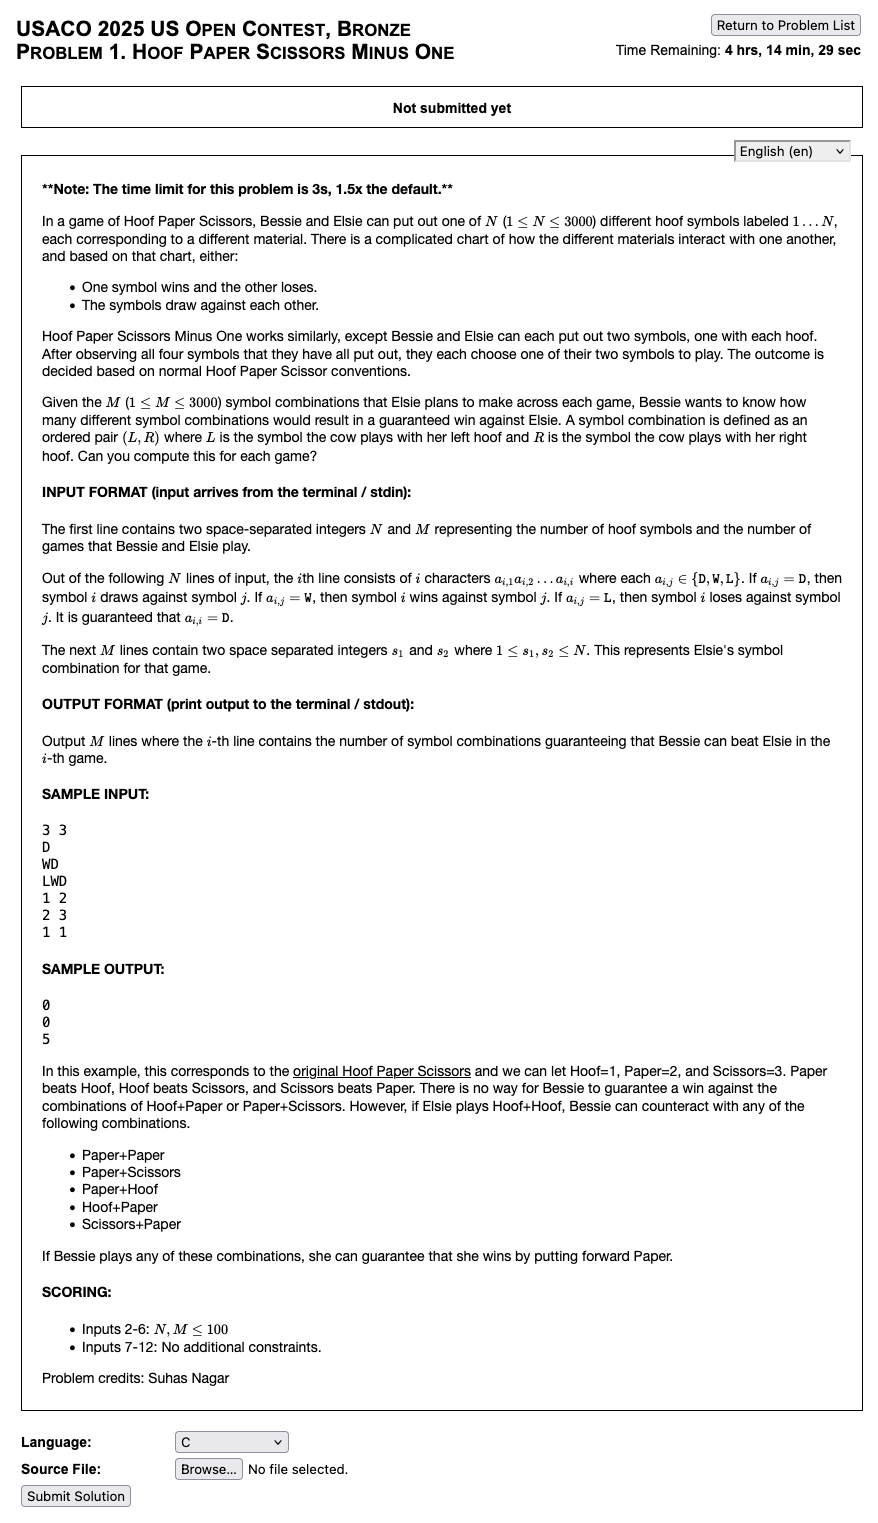 USACO 2025 US Open Contest, Bronze
Problem 1. Hoof Paper Scissors Minus One
Return to Problem List
Time Remaining: 4 hrs, 14 min, 29 sec
Not submitted yet
English (en)
**Note: The time limit for this problem is 3s, 1.5x the default.**
In a game of Hoof Paper Scissors, Bessie and Elsie can put out one of N (1 ≤ N ≤ 3000) different hoof symbols labeled 1…N,
each corresponding to a different material. There is a complicated chart of how the different materials interact with one another,
and based on that chart, either:
• One symbol wins and the other loses.
• The symbols draw against each other.
Hoof Paper Scissors Minus One works similarly, except Bessie and Elsie can each put out two symbols, one with each hoof.
After observing all four symbols that they have all put out, they each choose one of their two symbols to play. The outcome is
decided based on normal Hoof Paper Scissor conventions.
Given the M (1 ≤ M ≤ 3000) symbol combinations that Elsie plans to make across each game, Bessie wants to know how
many different symbol combinations would result in a guaranteed win against Elsie. A symbol combination is defined as an
ordered pair (L, R) where L is the symbol the cow plays with her left hoof and R is the symbol the cow plays with her right
hoof. Can you compute this for each game?
INPUT FORMAT (input arrives from the terminal / stdin):
The first line contains two space-separated integers N and M representing the number of hoof symbols and the number of
games that Bessie and Elsie play.
Out of the following N lines of input, the ith line consists of i characters a_{i,1}a_{i,2}…a_{i,i} where each a_{i,j} ∈ {D, W, L}. If a_{i,j} = D, then
symbol i draws against symbol j. If a_{i,j} = W, then symbol i wins against symbol j. If a_{i,j} = L, then symbol i loses against symbol
j. It is guaranteed that a_{i,i} = D.
The next M lines contain two space separated integers s_1 and s_2 where 1 ≤ s_1, s_2 ≤ N. This represents Elsie's symbol
combination for that game.
OUTPUT FORMAT (print output to the terminal / stdout):
Output M lines where the i-th line contains the number of symbol combinations guaranteeing that Bessie can beat Elsie in the
i-th game.
SAMPLE INPUT:
3 3
D
WD
LWD
1 2
2 3
1 1
SAMPLE OUTPUT:
0
0
5
In this example, this corresponds to the original Hoof Paper Scissors and we can let Hoof=1, Paper=2, and Scissors=3. Paper
beats Hoof, Hoof beats Scissors, and Scissors beats Paper. There is no way for Bessie to guarantee a win against the
combinations of Hoof+Paper or Paper+Scissors. However, if Elsie plays Hoof+Hoof, Bessie can counteract with any of the
following combinations.
• Paper+Paper
• Paper+Scissors
• Paper+Hoof
• Hoof+Paper
• Scissors+Paper
If Bessie plays any of these combinations, she can guarantee that she wins by putting forward Paper.
SCORING:
• Inputs 2-6: N, M ≤ 100
• Inputs 7-12: No additional constraints.
Problem credits: Suhas Nagar
Language:
C
Source File:
Browse... No file selected.
Submit Solution